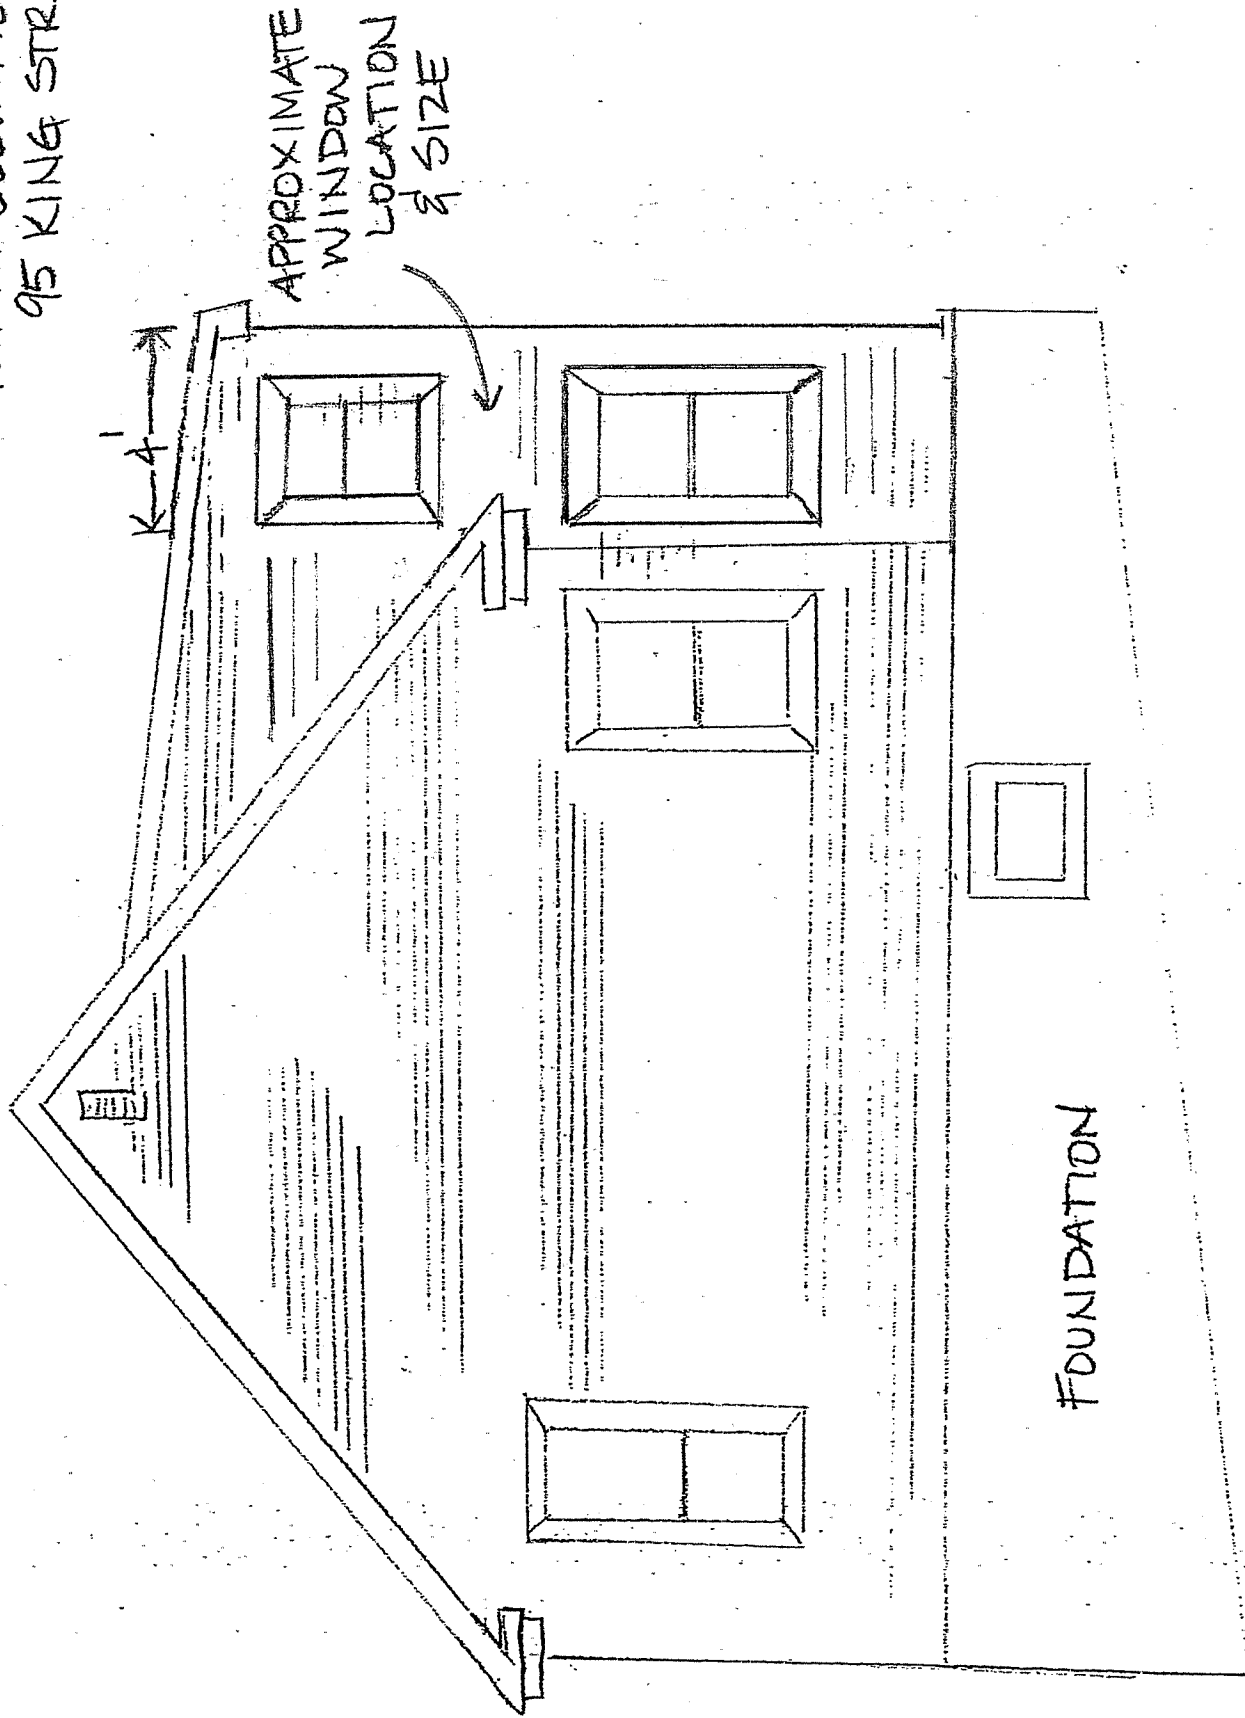 95 KING STR
4'
APPROXIMATE
WINDOW
LOCATION
& SIZE
FOUNDATION